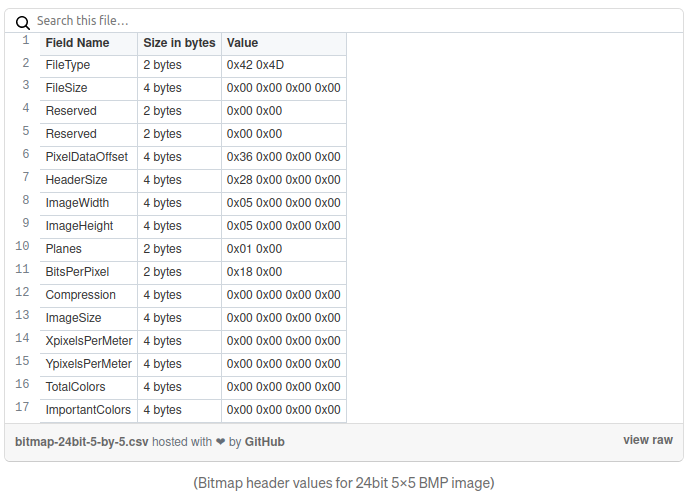 Search this file…
1 Field Name Size in bytes Value
2 FileType 2 bytes 0x42 0x4D
3 FileSize 4 bytes 0x00 0x00 0x00 0x00
4 Reserved 2 bytes 0x00 0x00
5 Reserved 2 bytes 0x00 0x00
6 PixelDataOffset 4 bytes 0x36 0x00 0x00 0x00
7 HeaderSize 4 bytes 0x28 0x00 0x00 0x00
8 ImageWidth 4 bytes 0x05 0x00 0x00 0x00
9 ImageHeight 4 bytes 0x05 0x00 0x00 0x00
10 Planes 2 bytes 0x01 0x00
11 BitsPerPixel 2 bytes 0x18 0x00
12 Compression 4 bytes 0x00 0x00 0x00 0x00
13 ImageSize 4 bytes 0x00 0x00 0x00 0x00
14 XpixelsPerMeter 4 bytes 0x00 0x00 0x00 0x00
15 YpixelsPerMeter 4 bytes 0x00 0x00 0x00 0x00
16 TotalColors 4 bytes 0x00 0x00 0x00 0x00
17 ImportantColors 4 bytes 0x00 0x00 0x00 0x00
bitmap-24bit-5-by-5.csv hosted with ❤ by GitHub view raw
(Bitmap header values for 24bit 5×5 BMP image)